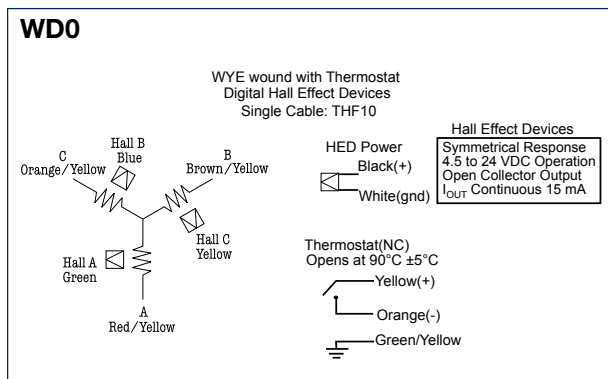 WD0
WYE wound with Thermostat
Digital Hall Effect Devices
Single Cable: THF10
Hall B
Blue
C
Orange/Yellow
B
Brown/Yellow
Hall A
Green
Hall C
Yellow
A
Red/Yellow
HED Power
Black(+)
White(gnd)
Hall Effect Devices
Symmetrical Response
4.5 to 24 VDC Operation
Open Collector Output
IOUT Continuous 15 mA
Thermostat(NC)
Opens at 90°C ±5°C
Yellow(+)
Orange(-)
Green/Yellow